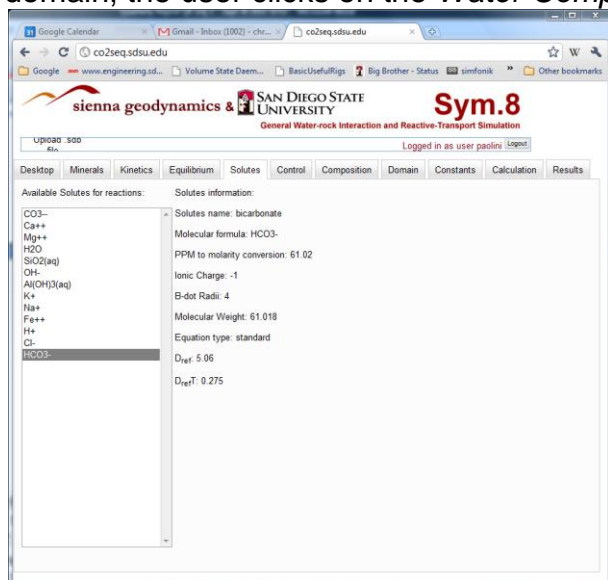 domain, the user clicks on the Water Comp
Google Calendar
Gmail - Inbox (1002) - chr...
co2seq.sdsu.edu
co2seq.sdsu.edu
Google www.engineering.sd... Volume State Daem... BasicUsefulRigs Big Brother - Status simfonik » Other bookmarks
sienna geodynamics & SAN DIEGO STATE UNIVERSITY
Sym.8
General Water-rock Interaction and Reactive-Transport Simulation
Upload .sdb
file
Logged in as user paolini Logout
Desktop Minerals Kinetics Equilibrium Solutes Control Composition Domain Constants Calculation Results
Available Solutes for reactions:
CO3--
Ca++
Mg++
H2O
SiO2(aq)
OH-
Al(OH)3(aq)
K+
Na+
Fe++
H+
Cl-
HCO3-
Solutes information:
Solutes name: bicarbonate
Molecular formula: HCO3-
PPM to molarity conversion: 61.02
Ionic Charge: -1
B-dot Radii: 4
Molecular Weight: 61.018
Equation type: standard
Dref: 5.06
DrefT: 0.275